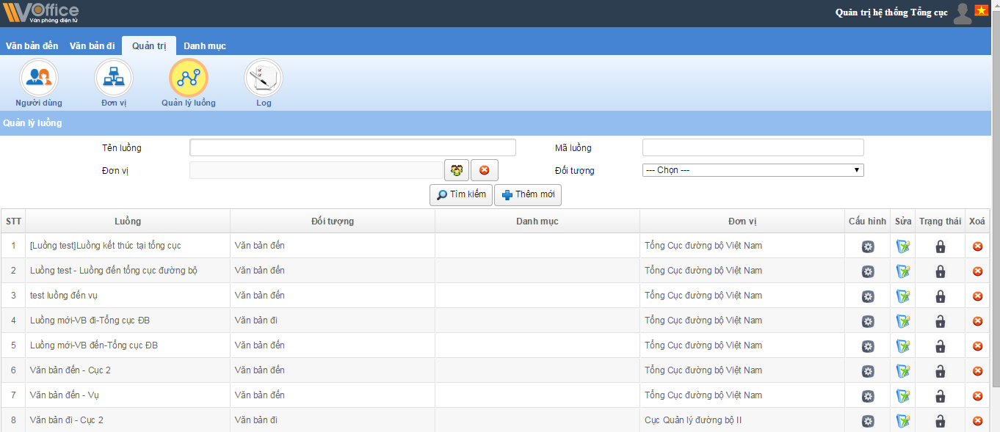 VOffice
Văn phòng điện tử
Quản trị hệ thống Tổng cục
Văn bản đến Văn bản đi Quản trị Danh mục
Người dùng Đơn vị Quản lý luồng Log
Quản lý luồng
Tên luồng Mã luồng
Đơn vị Đối tượng --- Chọn ---
Tìm kiếm Thêm mới
STT Luồng Đối tượng Danh mục Đơn vị Cấu hình Sửa Trạng thái Xoá
1 [Luồng test]Luồng kết thúc tại tổng cục Văn bản đến Tổng Cục đường bộ Việt Nam
2 Luồng test - Luồng đến tổng cục đường bộ Văn bản đến Tổng Cục đường bộ Việt Nam
3 test luồng đến vụ Văn bản đến Tổng Cục đường bộ Việt Nam
4 Luồng mới-VB đi-Tổng cục ĐB Văn bản đi Tổng Cục đường bộ Việt Nam
5 Luồng mới-VB đến-Tổng cục ĐB Văn bản đến Tổng Cục đường bộ Việt Nam
6 Văn bản đến - Cục 2 Văn bản đến Tổng Cục đường bộ Việt Nam
7 Văn bản đến - Vụ Văn bản đến Tổng Cục đường bộ Việt Nam
8 Văn bản đi - Cục 2 Văn bản đi Cục Quản lý đường bộ II